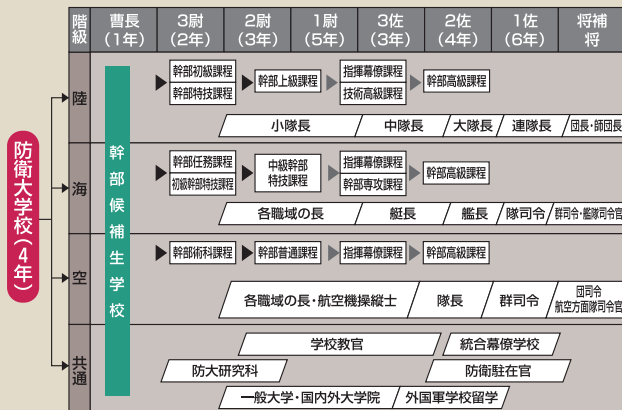 階級
曹長
(1年)
3尉
(2年)
2尉
(3年)
1尉
(5年)
3佐
(3年)
2佐
(4年)
1佐
(6年)
将補
将
防衛大学校(4年)
幹部候補生学校
陸
幹部初級課程
幹部特技課程
幹部上級課程
指揮幕僚課程
技術高級課程
幹部高級課程
小隊長
中隊長
大隊長
連隊長
団長・師団長
海
幹部任務課程
初級幹部特技課程
中級幹部
特技課程
指揮幕僚課程
幹部専攻課程
幹部高級課程
各職域の長
艇長
艦長
隊司令
群司令・艦隊司令官
空
幹部術科課程
幹部普通課程
指揮幕僚課程
幹部高級課程
各職域の長・航空機操縦士
隊長
群司令
団司令
航空方面隊司令官
共通
学校教官
統合幕僚学校
防大研究科
防衛駐在官
一般大学・国内外大学院
外国軍学校留学